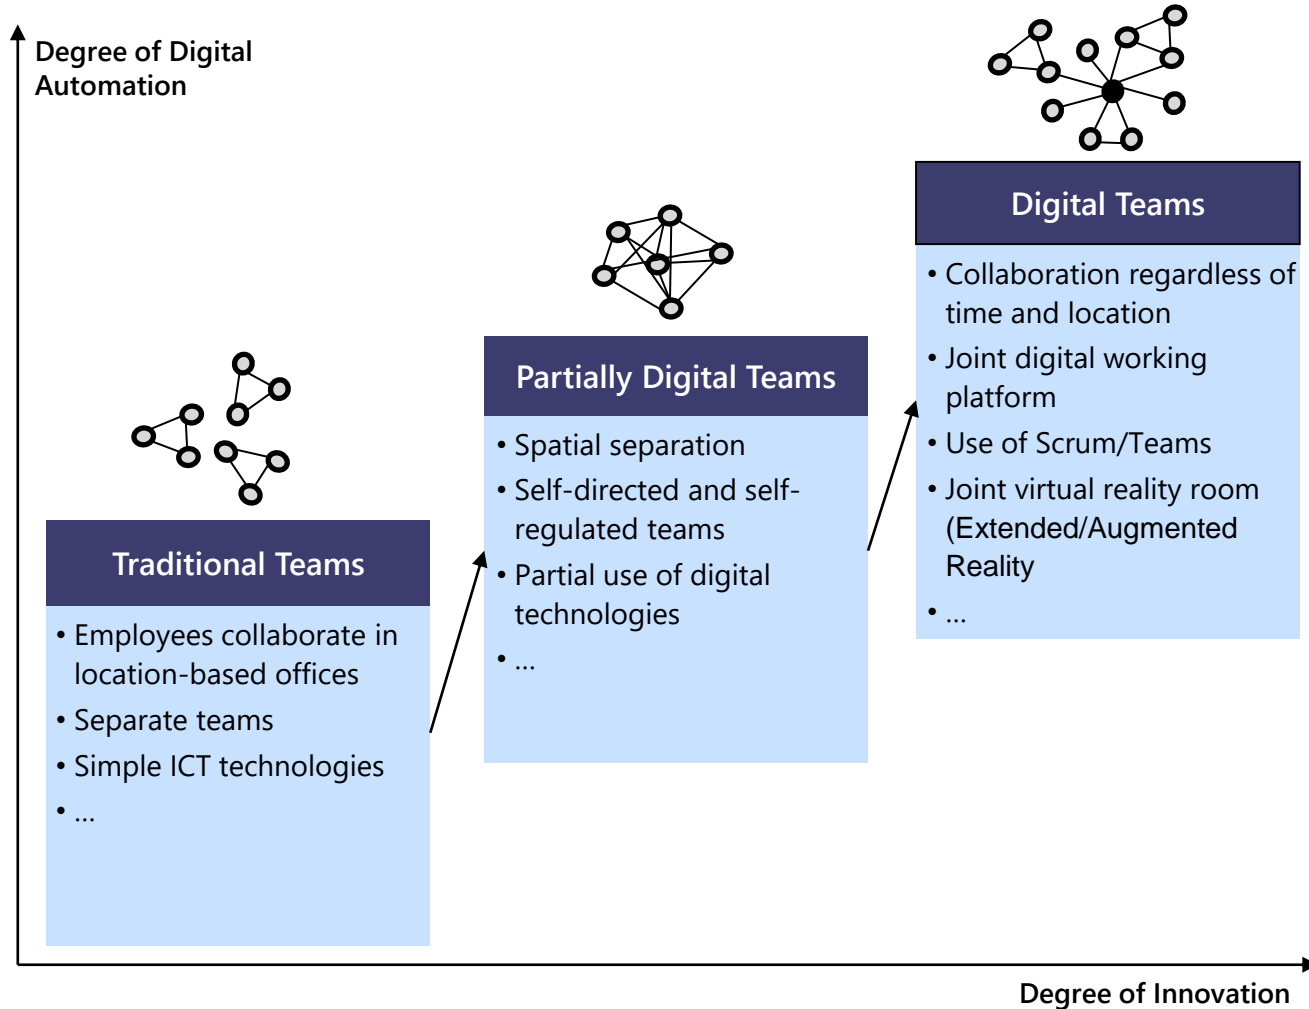 Degree of Digital
Automation
Traditional Teams
• Employees collaborate in
location-based offices
• Separate teams
• Simple ICT technologies
• ...
Partially Digital Teams
• Spatial separation
• Self-directed and self-
regulated teams
• Partial use of digital
technologies
• ...
Digital Teams
• Collaboration regardless of
time and location
• Joint digital working
platform
• Use of Scrum/Teams
• Joint virtual reality room
(Extended/Augmented
Reality
• ...
Degree of Innovation